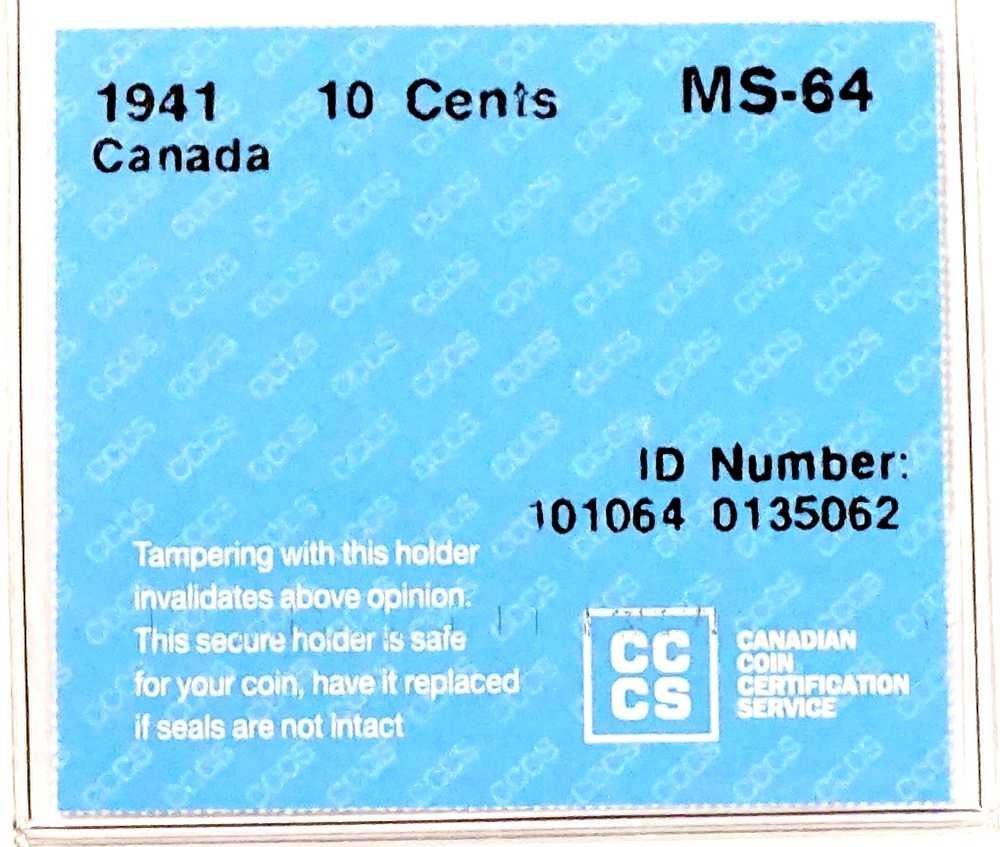 1941 10 Cents MS-64
Canada
ID Number:
101064 0135062
Tampering with this holder
invalidates above opinion.
This secure holder is safe
for your coin, have it replaced
if seals are not intact
CC
CS
CANADIAN
COIN
CERTIFICATION
SERVICE